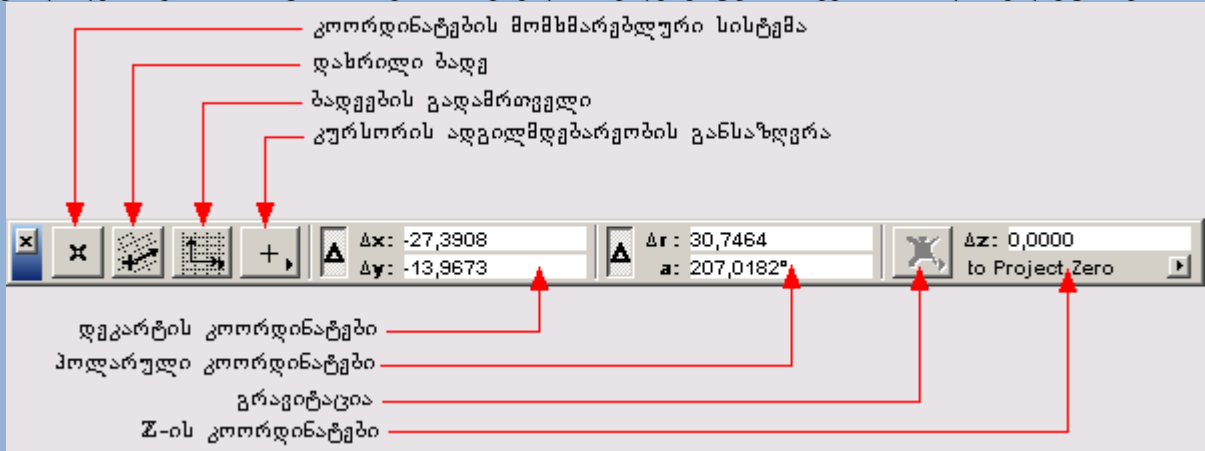 კოორდინატების მომხმარებლური სისტემა
დახრილი ბადე
ბადეების გადამრთველი
კურსორის ადგილმდებარეობის განსაზღვრა
Δx: -27,3908
Δy: -13,9673
Δ
Δr: 30,7464
a: 207,0182°
Δ
Δz: 0,0000
to Project Zero
დეკარტის კოორდინატები
პოლარული კოორდინატები
გრავიტაცია
Z-ის კოორდინატები